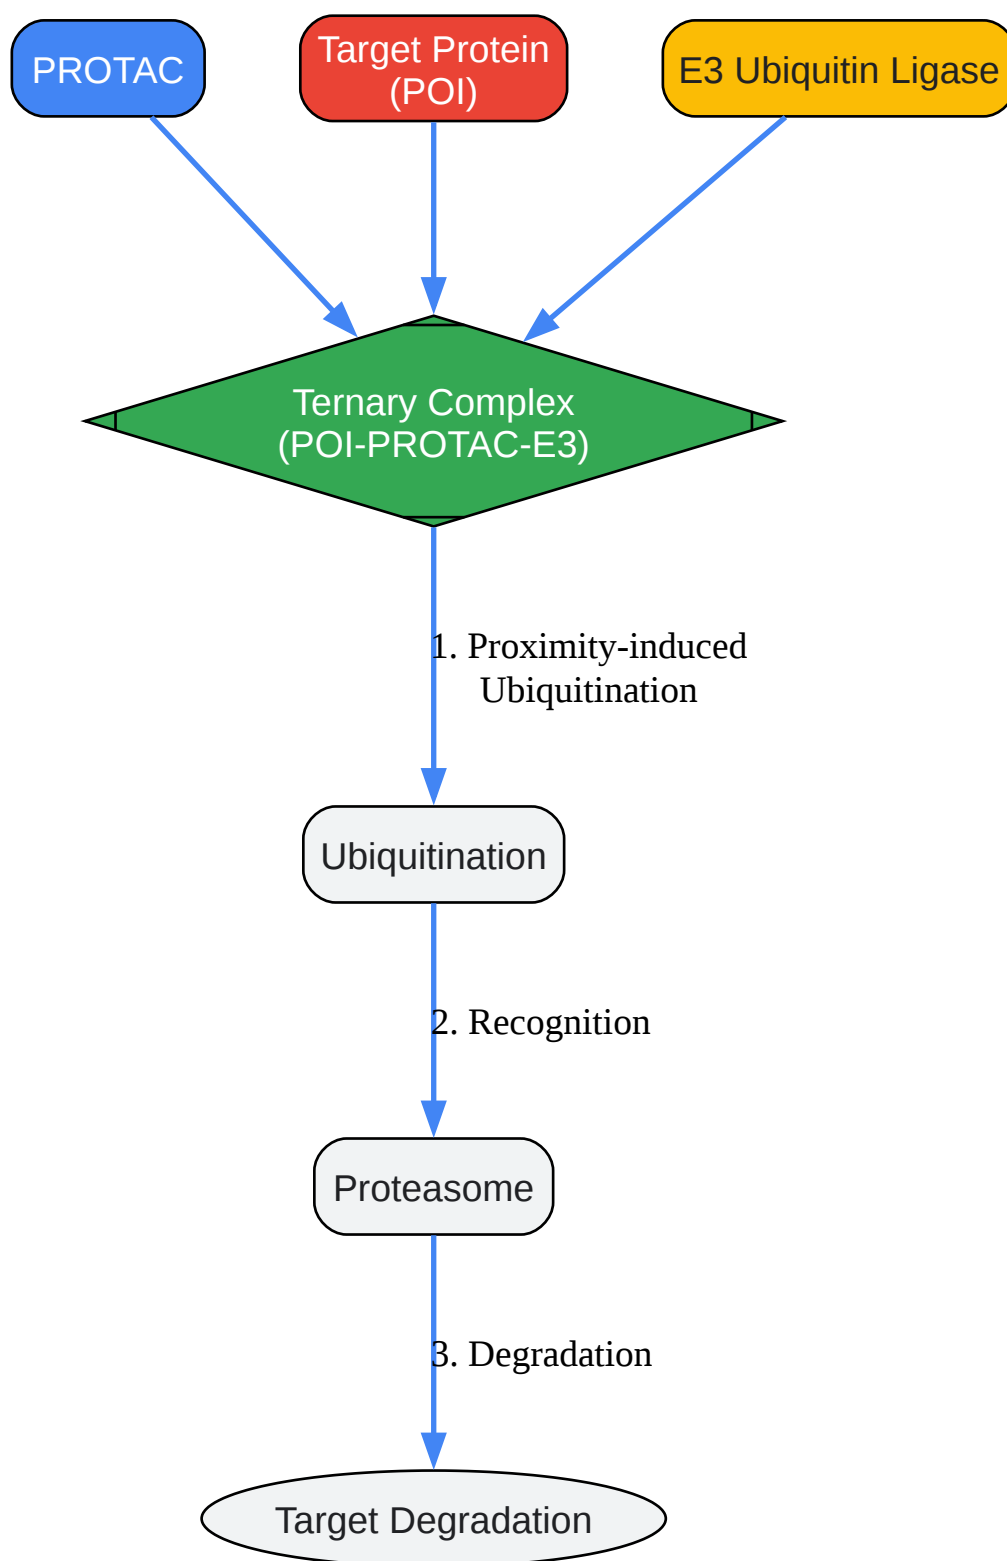 PROTAC
Target Protein
(POI)
E3 Ubiquitin Ligase
Ternary Complex
(POI-PROTAC-E3)
1. Proximity-induced
Ubiquitination
Ubiquitination
2. Recognition
Proteasome
3. Degradation
Target Degradation